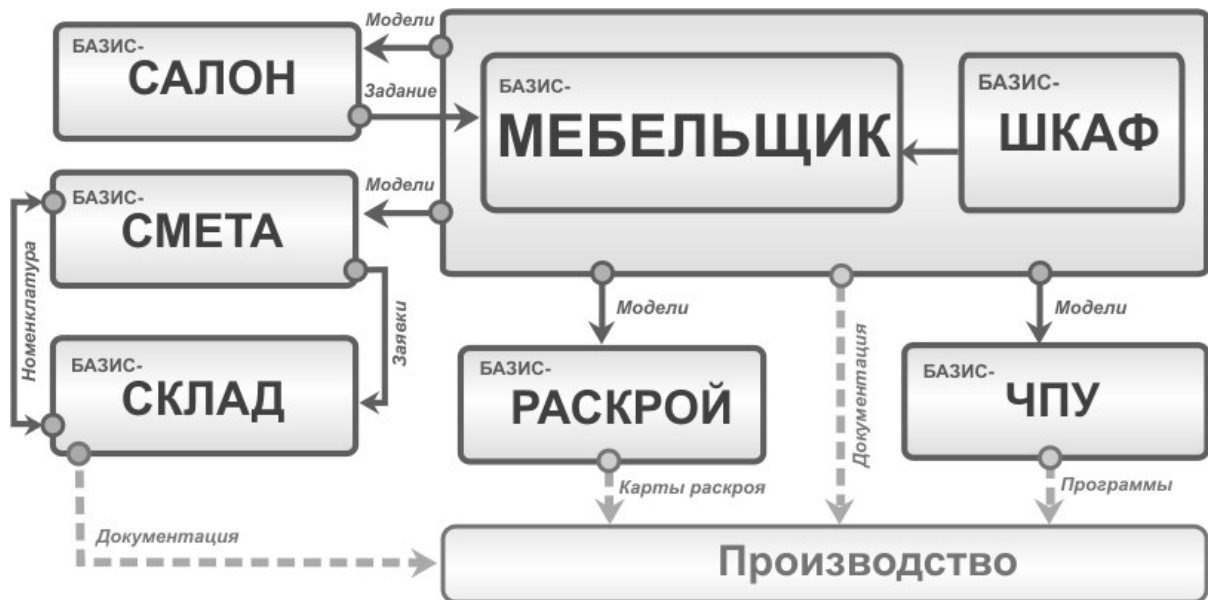 БАЗИС-
САЛОН
Модели
Задание
БАЗИС-
МЕБЕЛЬЩИК
БАЗИС-
ШКАФ
БАЗИС-
СМЕТА
Модели
Номенклатура
Заявки
БАЗИС-
СКЛАД
Модели
Документация
Модели
БАЗИС-
РАСКРОЙ
БАЗИС-
ЧПУ
Карты раскроя
Программы
Документация
Производство